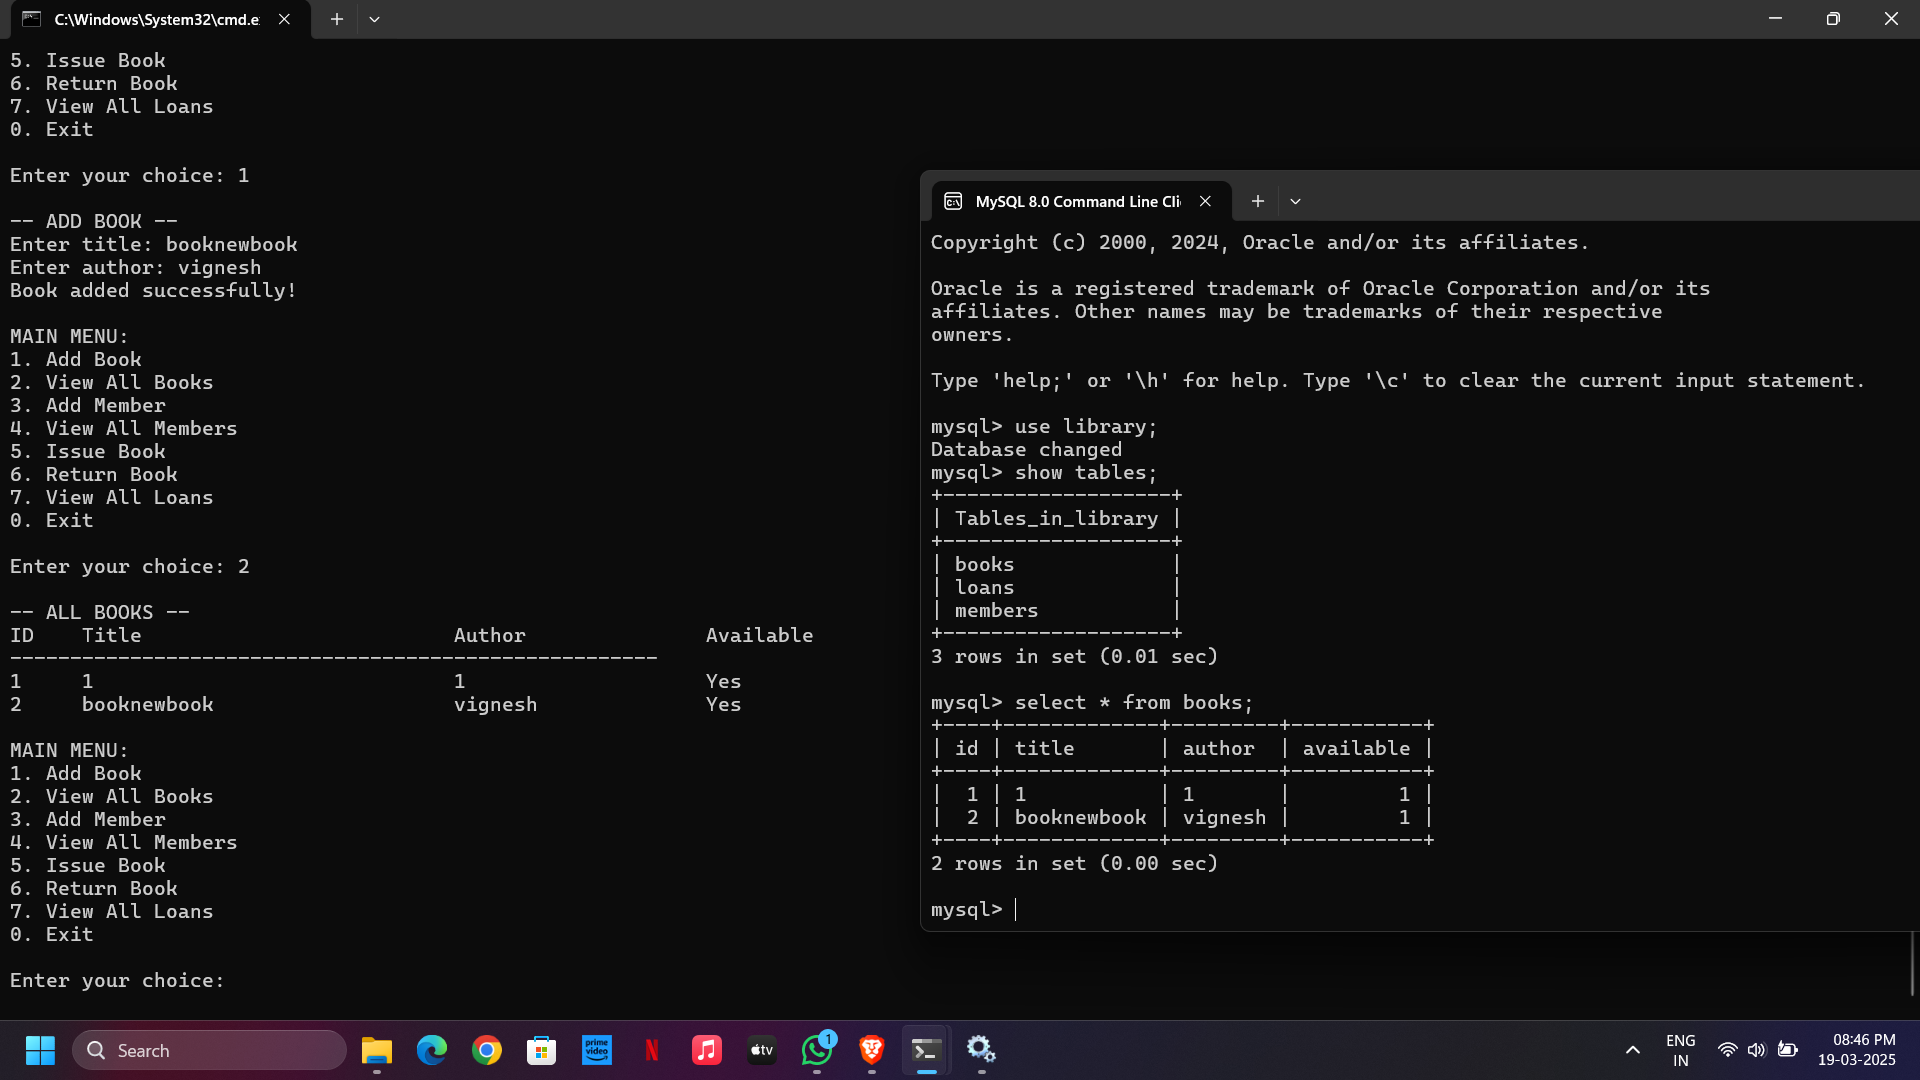 C:\Windows\System32\cmd.e
5. Issue Book
6. Return Book
7. View All Loans
0. Exit
Enter your choice: 1
-- ADD BOOK --
Enter title: booknewbook
Enter author: vignesh
Book added successfully!
MAIN MENU:
1. Add Book
2. View All Books
3. Add Member
4. View All Members
5. Issue Book
6. Return Book
7. View All Loans
0. Exit
Enter your choice: 2
-- ALL BOOKS --
ID Title Author Available
------------------------------------------------------
1 1 1 Yes
2 booknewbook vignesh Yes
MAIN MENU:
1. Add Book
2. View All Books
3. Add Member
4. View All Members
5. Issue Book
6. Return Book
7. View All Loans
0. Exit
Enter your choice:
MySQL 8.0 Command Line Cli
Copyright (c) 2000, 2024, Oracle and/or its affiliates.
Oracle is a registered trademark of Oracle Corporation and/or its
affiliates. Other names may be trademarks of their respective
owners.
Type 'help;' or '\h' for help. Type '\c' to clear the current input statement.
mysql> use library;
Database changed
mysql> show tables;
+-------------------+
| Tables_in_library |
+-------------------+
| books             |
| loans             |
| members           |
+-------------------+
3 rows in set (0.01 sec)
mysql> select * from books;
+----+-------------+---------+-----------+
| id | title       | author  | available |
+----+-------------+---------+-----------+
|  1 | 1           | 1       |         1 |
|  2 | booknewbook | vignesh |         1 |
+----+-------------+---------+-----------+
2 rows in set (0.00 sec)
mysql>
Search
prime video
N
tv
1
ENG
IN
08:46 PM
19-03-2025